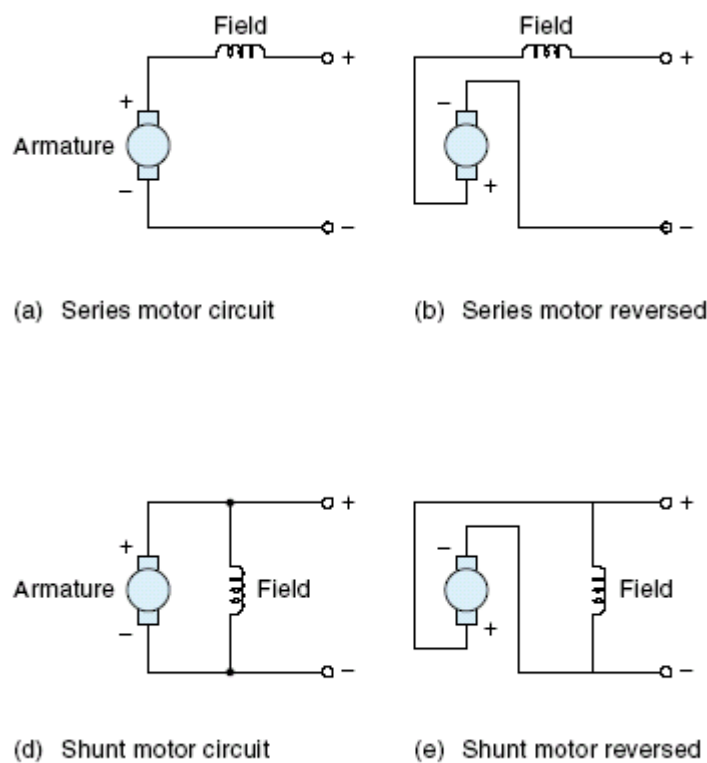 Field
+
+
Armature
−
−
(a) Series motor circuit
Field
+
−
+
−
(b) Series motor reversed
+
+
Armature
Field
−
−
(d) Shunt motor circuit
+
−
Field
+
−
(e) Shunt motor reversed